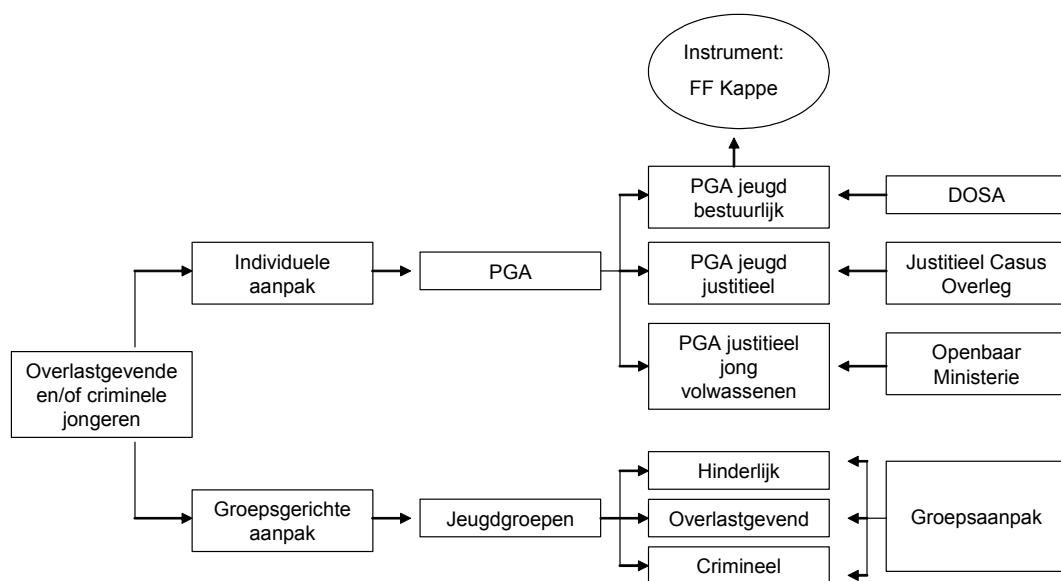 Instrument:
FF Kappe
PGA jeugd
bestuurlijk
DOSA
Individuele
aanpak
PGA
PGA jeugd
justitieel
Justitieel Casus
Overleg
Overlastgevende
en/of criminele
jongeren
PGA justitieel
jong
volwassenen
Openbaar
Ministerie
Groepsgerichte
aanpak
Jeugdgroepen
Hinderlijk
Overlastgevend
Crimineel
Groepsaanpak